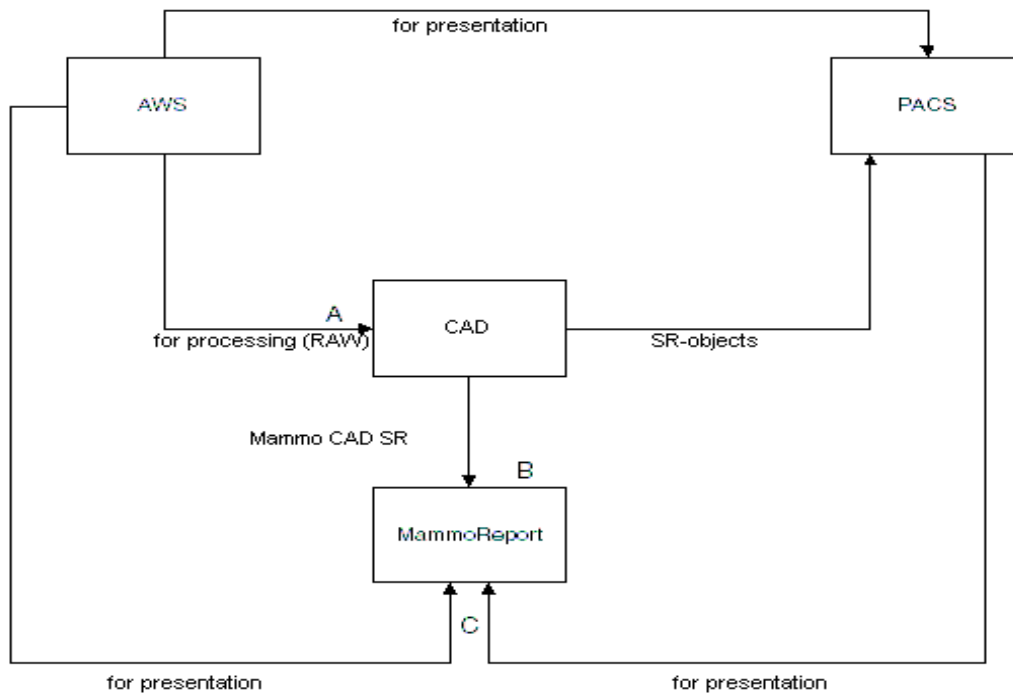 for presentation
AWS
PACS
A
CAD
for processing (RAW)
SR-objects
Mammo CAD SR
B
MammoReport
C
for presentation
for presentation